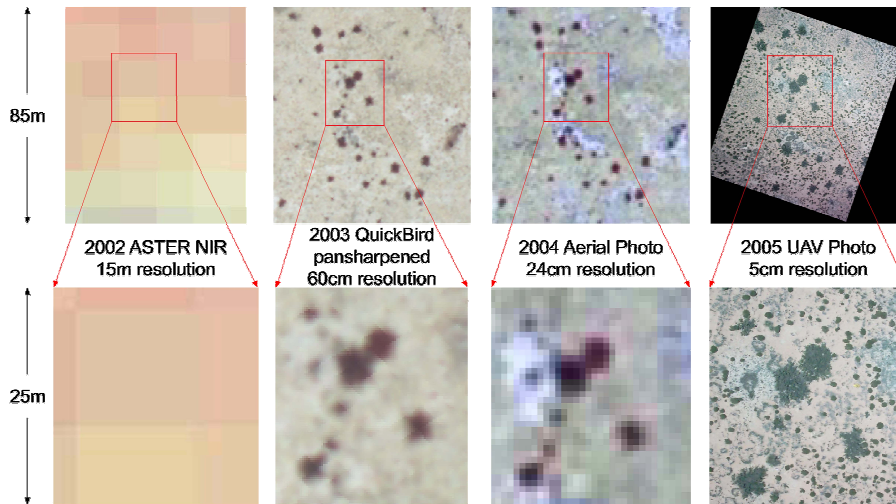 85m
2002 ASTER NIR
15m resolution
2003 QuickBird
pansharpened
60cm resolution
2004 Aerial Photo
24cm resolution
2005 UAV Photo
5cm resolution
25m